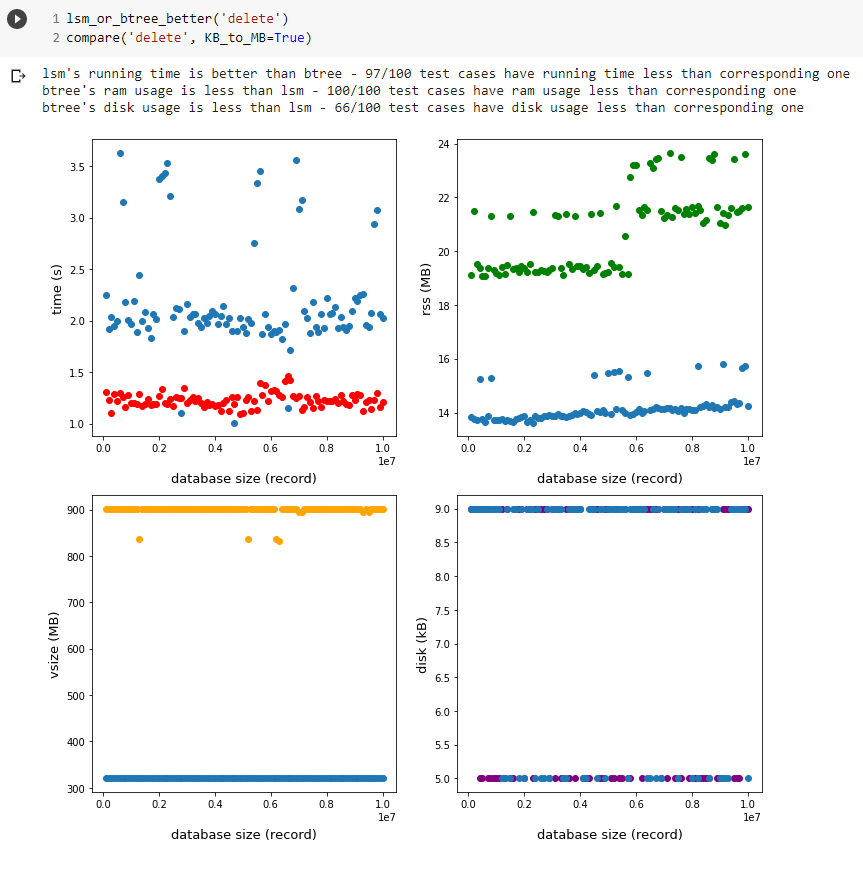 1 lsm_or_btree_better('delete')
2 compare('delete', KB_to_MB=True)
lsm's running time is better than btree - 97/100 test cases have running time less than corresponding one
btree's ram usage is less than lsm - 100/100 test cases have ram usage less than corresponding one
btree's disk usage is less than lsm - 66/100 test cases have disk usage less than corresponding one
time (s)
3.5
3.0
2.5
2.0
1.5
1.0
0.0 0.2 0.4 0.6 0.8 1.0
1e7
database size (record)
rss (MB)
24
22
20
18
16
14
0.0 0.2 0.4 0.6 0.8 1.0
1e7
database size (record)
vsize (MB)
900
800
700
600
500
400
300
0.0 0.2 0.4 0.6 0.8 1.0
1e7
database size (record)
disk (kB)
9.0
8.5
8.0
7.5
7.0
6.5
6.0
5.5
5.0
0.0 0.2 0.4 0.6 0.8 1.0
1e7
database size (record)